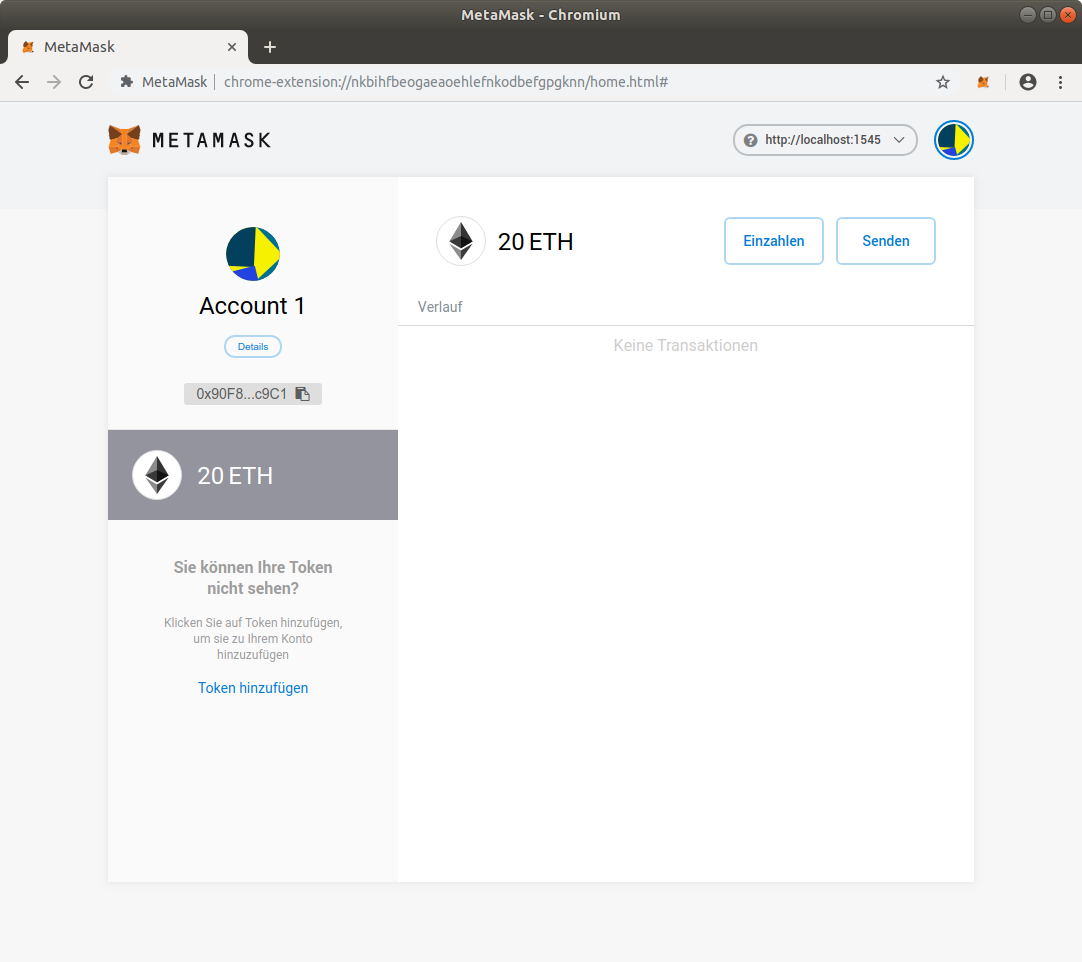 MetaMask - Chromium
MetaMask
MetaMask chrome-extension://nkbihfbeogaeaoehlefnkodbefgpgknn/home.html#
METAMASK
http://localhost:1545
Account 1
Details
0x90F8...c9C1
20 ETH
Sie können Ihre Token
nicht sehen?
Klicken Sie auf Token hinzufügen,
um sie zu Ihrem Konto
hinzuzufügen
Token hinzufügen
20 ETH
Einzahlen
Senden
Verlauf
Keine Transaktionen